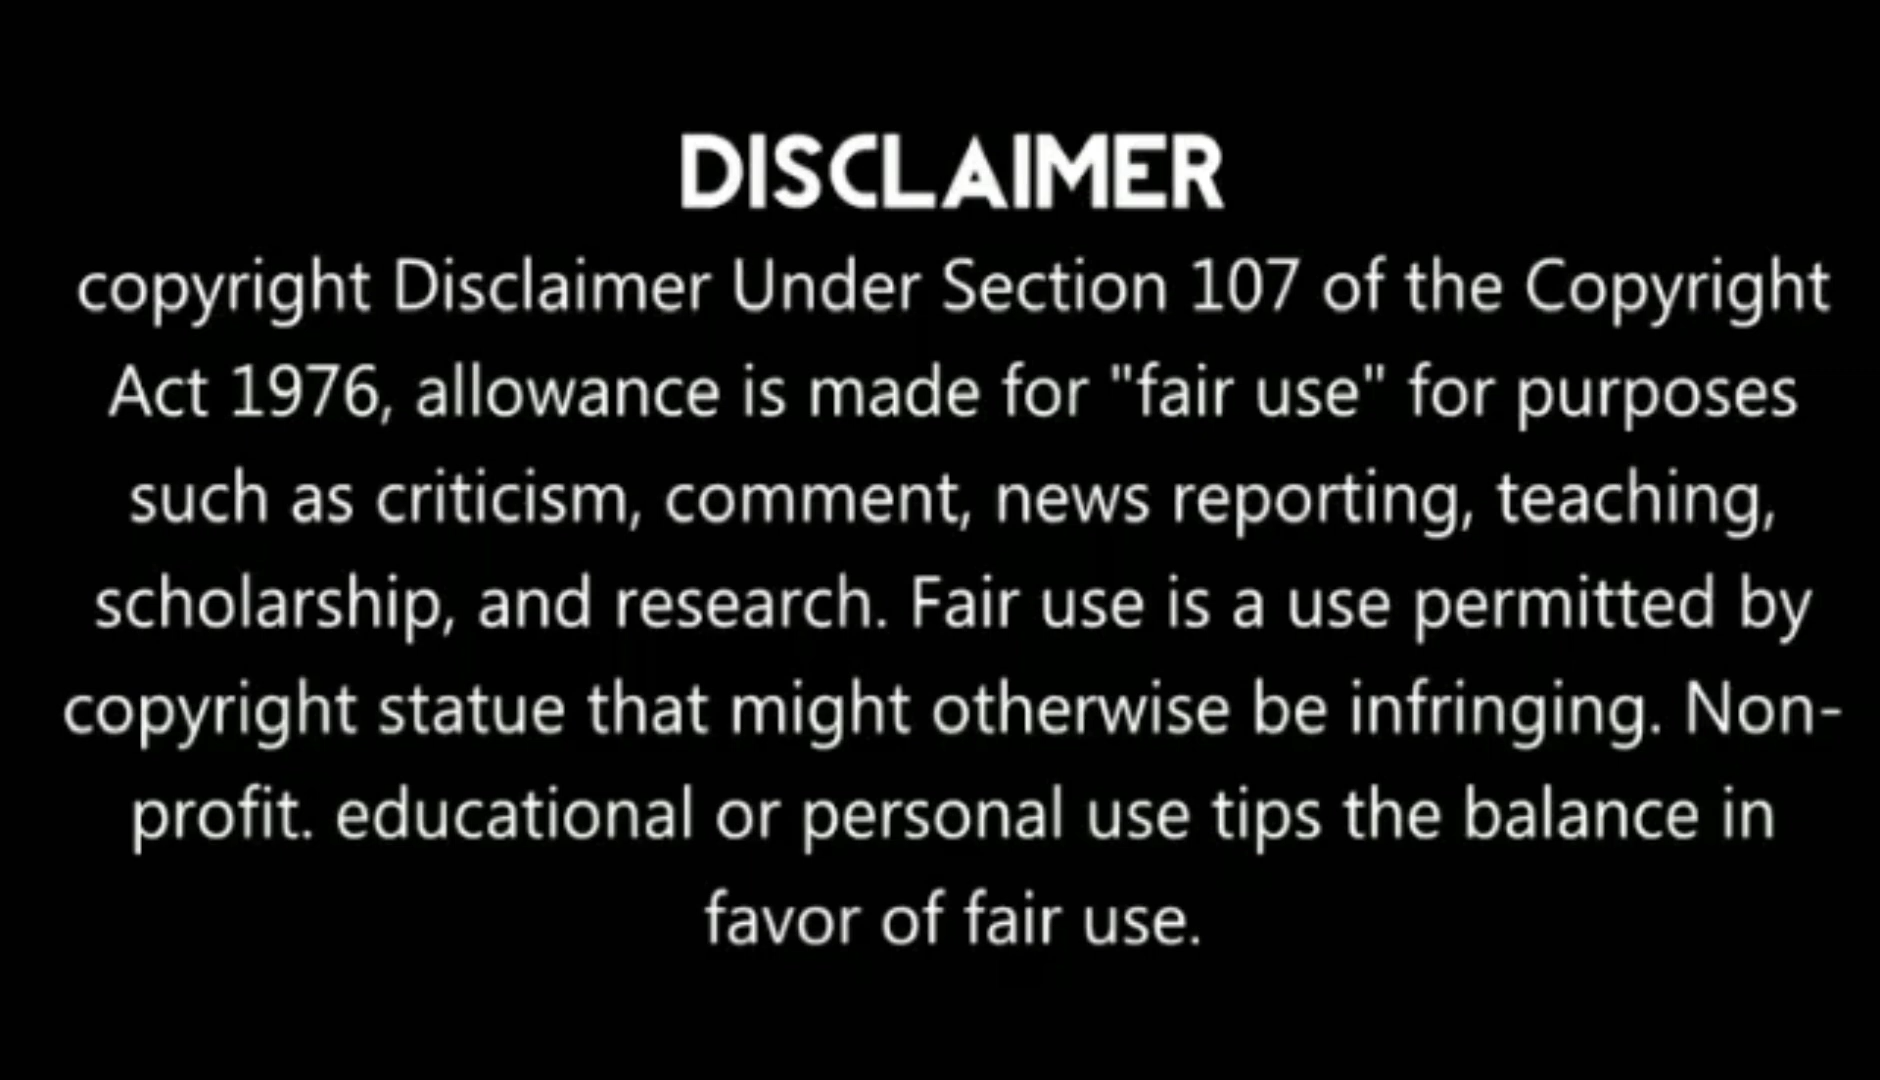 DISCLAIMER
copyright Disclaimer Under Section 107 of the Copyright
Act 1976, allowance is made for "fair use" for purposes
such as criticism, comment, news reporting, teaching,
scholarship, and research. Fair use is a use permitted by
copyright statue that might otherwise be infringing. Non-
profit. educational or personal use tips the balance in
favor of fair use.